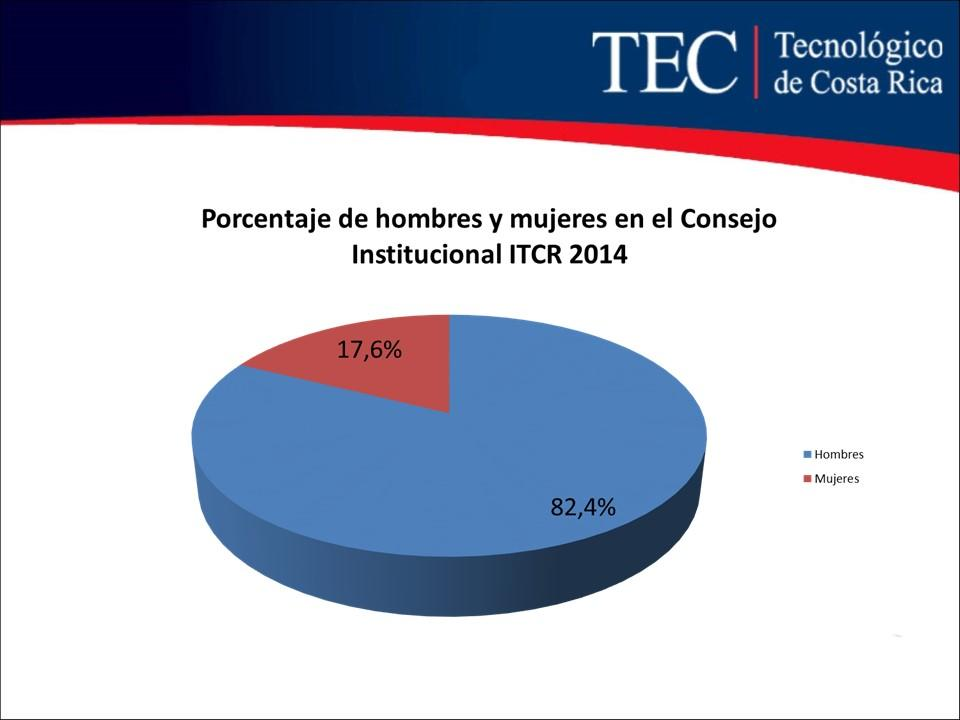 TEC
Tecnológico
de Costa Rica
Porcentaje de hombres y mujeres en el Consejo
Institucional ITCR 2014
17,6%
82,4%
Hombres
Mujeres